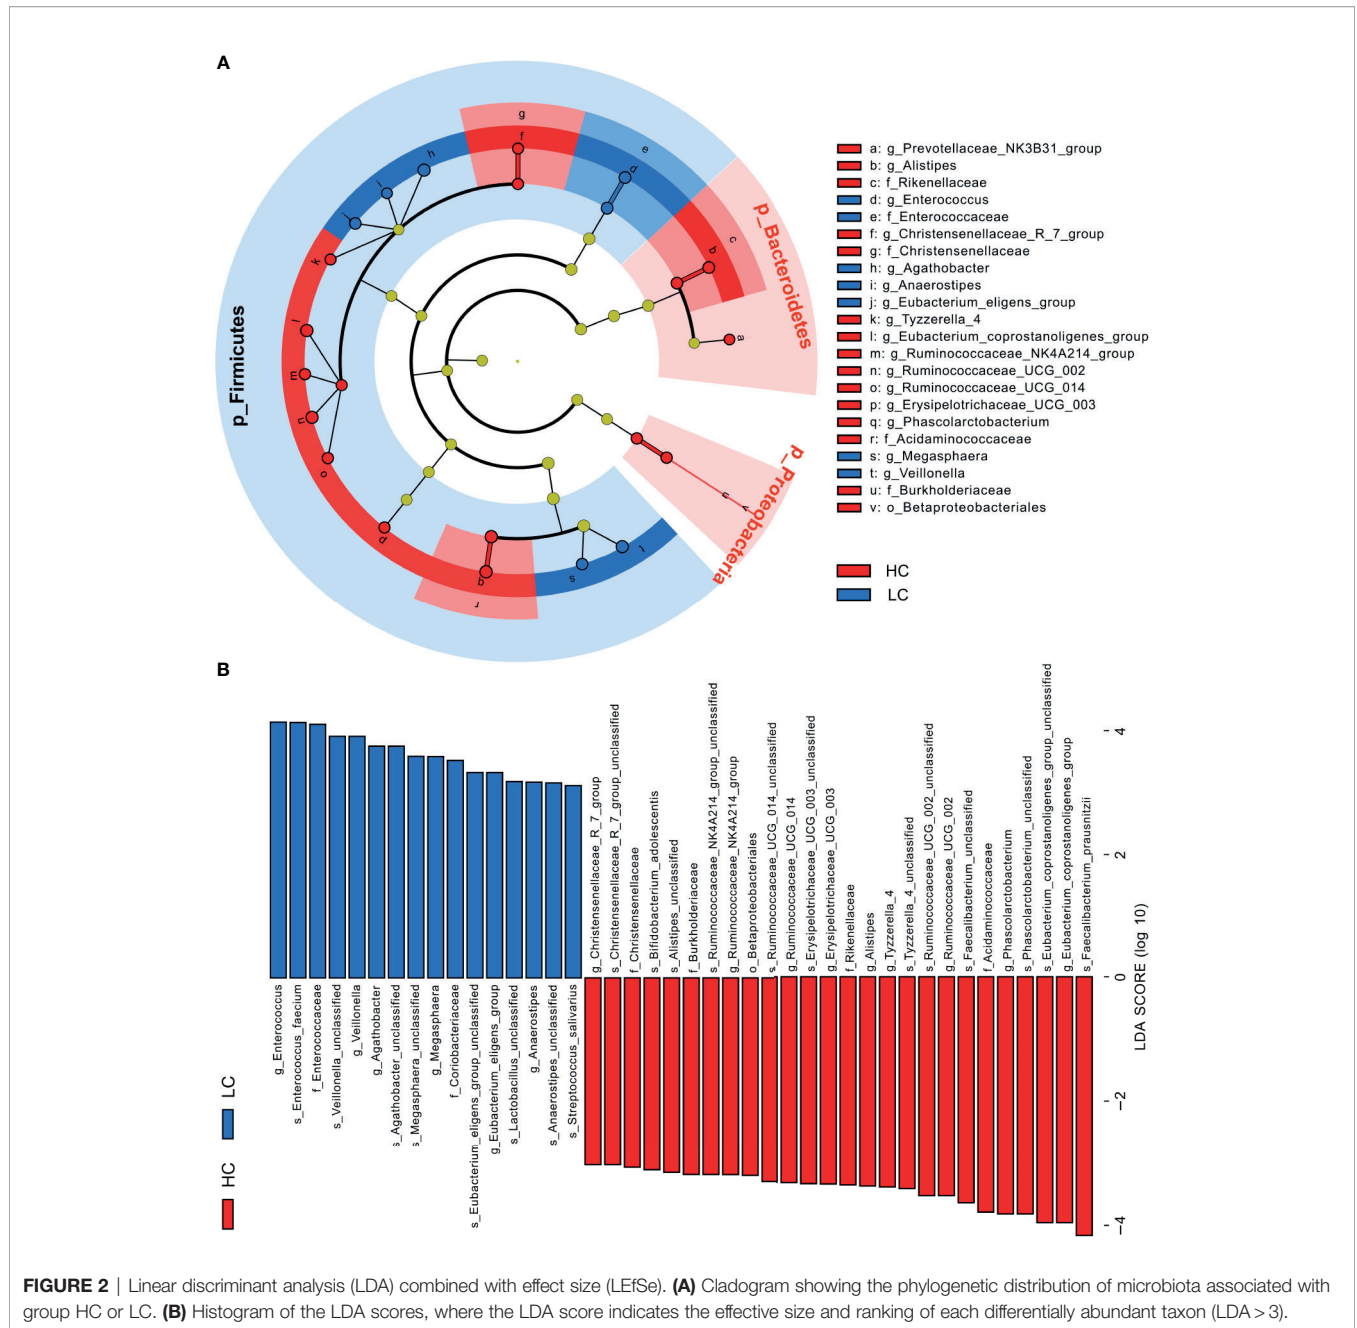 A
g
f
e
d
h
i
j
k
l
m
n
o
p
q
r
s
t
c
b
a
u
v
p_Firmicutes
p_Bacteroidetes
p_Proteobacteria
a: g_Prevotellaceae_NK3B31_group
b: g_Alistipes
c: f_Rikenellaceae
d: g_Enterococcus
e: f_Enterococcaceae
f: g_Christensenellaceae_R_7_group
g: f_Christensenellaceae
h: g_Agathobacter
i: g_Anaerostipes
j: g_Eubacterium_eligens_group
k: g_Tyzzerella_4
l: g_Eubacterium_coprostanoligenes_group
m: g_Ruminococcaceae_NK4A214_group
n: g_Ruminococcaceae_UCG_002
o: g_Ruminococcaceae_UCG_014
p: g_Erysipelotrichaceae_UCG_003
q: g_Phascolarctobacterium
r: f_Acidaminococcaceae
s: g_Megasphaera
t: g_Veillonella
u: f_Burkholderiaceae
v: o_Betaproteobacteriales
HC
LC
B
g_Enterococcus
s_Enterococcus_faecium
f_Enterococcaceae
s_Veillonella_unclassified
g_Veillonella
g_Agathobacter
s_Agathobacter_unclassified
s_Megasphaera_unclassified
g_Megasphaera
f_Coriobacteriaceae
s_Eubacterium_eligens_group_unclassified
g_Eubacterium_eligens_group
s_Lactobacillus_unclassified
g_Anaerostipes
s_Anaerostipes_unclassified
s_Streptococcus_salivarius
g_Christensenellaceae_R_7_group
s_Christensenellaceae_R_7_group_unclassified
f_Christensenellaceae
s_Bifidobacterium_adolescentis
s_Alistipes_unclassified
f_Burkholderiaceae
s_Ruminococcaceae_NK4A214_group_unclassified
g_Ruminococcaceae_NK4A214_group
o_Betaproteobacteriales
s_Ruminococcaceae_UCG_014_unclassified
g_Ruminococcaceae_UCG_014
s_Erysipelotrichaceae_UCG_003_unclassified
g_Erysipelotrichaceae_UCG_003
f_Rikenellaceae
g_Alistipes
g_Tyzzerella_4
s_Tyzzerella_4_unclassified
s_Ruminococcaceae_UCG_002_unclassified
g_Ruminococcaceae_UCG_002
s_Faecalibacterium_unclassified
f_Acidaminococcaceae
g_Phascolarctobacterium
s_Phascolarctobacterium_unclassified
s_Eubacterium_coprostanoligenes_group_unclassified
g_Eubacterium_coprostanoligenes_group
s_Faecalibacterium_prausnitzii
4
2
0
−2
−4
LDA SCORE (log 10)
LC
HC
FIGURE 2 | Linear discriminant analysis (LDA) combined with effect size (LEfSe). (A) Cladogram showing the phylogenetic distribution of microbiota associated with
group HC or LC. (B) Histogram of the LDA scores, where the LDA score indicates the effective size and ranking of each differentially abundant taxon (LDA > 3).